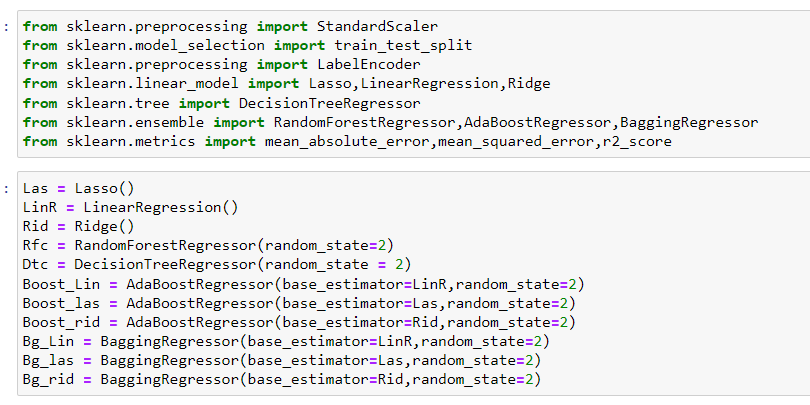 : from sklearn.preprocessing import StandardScaler
from sklearn.model_selection import train_test_split
from sklearn.preprocessing import LabelEncoder
from sklearn.linear_model import Lasso,LinearRegression,Ridge
from sklearn.tree import DecisionTreeRegressor
from sklearn.ensemble import RandomForestRegressor,AdaBoostRegressor,BaggingRegressor
from sklearn.metrics import mean_absolute_error,mean_squared_error,r2_score
: Las = Lasso()
LinR = LinearRegression()
Rid = Ridge()
Rfc = RandomForestRegressor(random_state=2)
Dtc = DecisionTreeRegressor(random_state = 2)
Boost_Lin = AdaBoostRegressor(base_estimator=LinR,random_state=2)
Boost_las = AdaBoostRegressor(base_estimator=Las,random_state=2)
Boost_rid = AdaBoostRegressor(base_estimator=Rid,random_state=2)
Bg_Lin = BaggingRegressor(base_estimator=LinR,random_state=2)
Bg_las = BaggingRegressor(base_estimator=Las,random_state=2)
Bg_rid = BaggingRegressor(base_estimator=Rid,random_state=2)